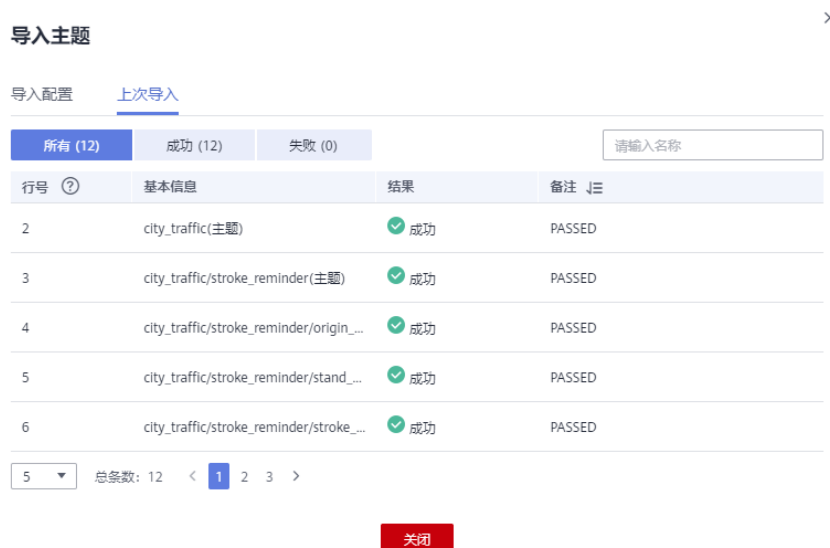 导入主题
导入配置 上次导入
所有 (12) 成功 (12) 失败 (0) 请输入名称
行号 基本信息 结果 备注
2 city_traffic(主题) 成功 PASSED
3 city_traffic/stroke_reminder(主题) 成功 PASSED
4 city_traffic/stroke_reminder/origin_... 成功 PASSED
5 city_traffic/stroke_reminder/stand_... 成功 PASSED
6 city_traffic/stroke_reminder/stroke_... 成功 PASSED
5 总条数: 12 < 1 2 3 >
关闭